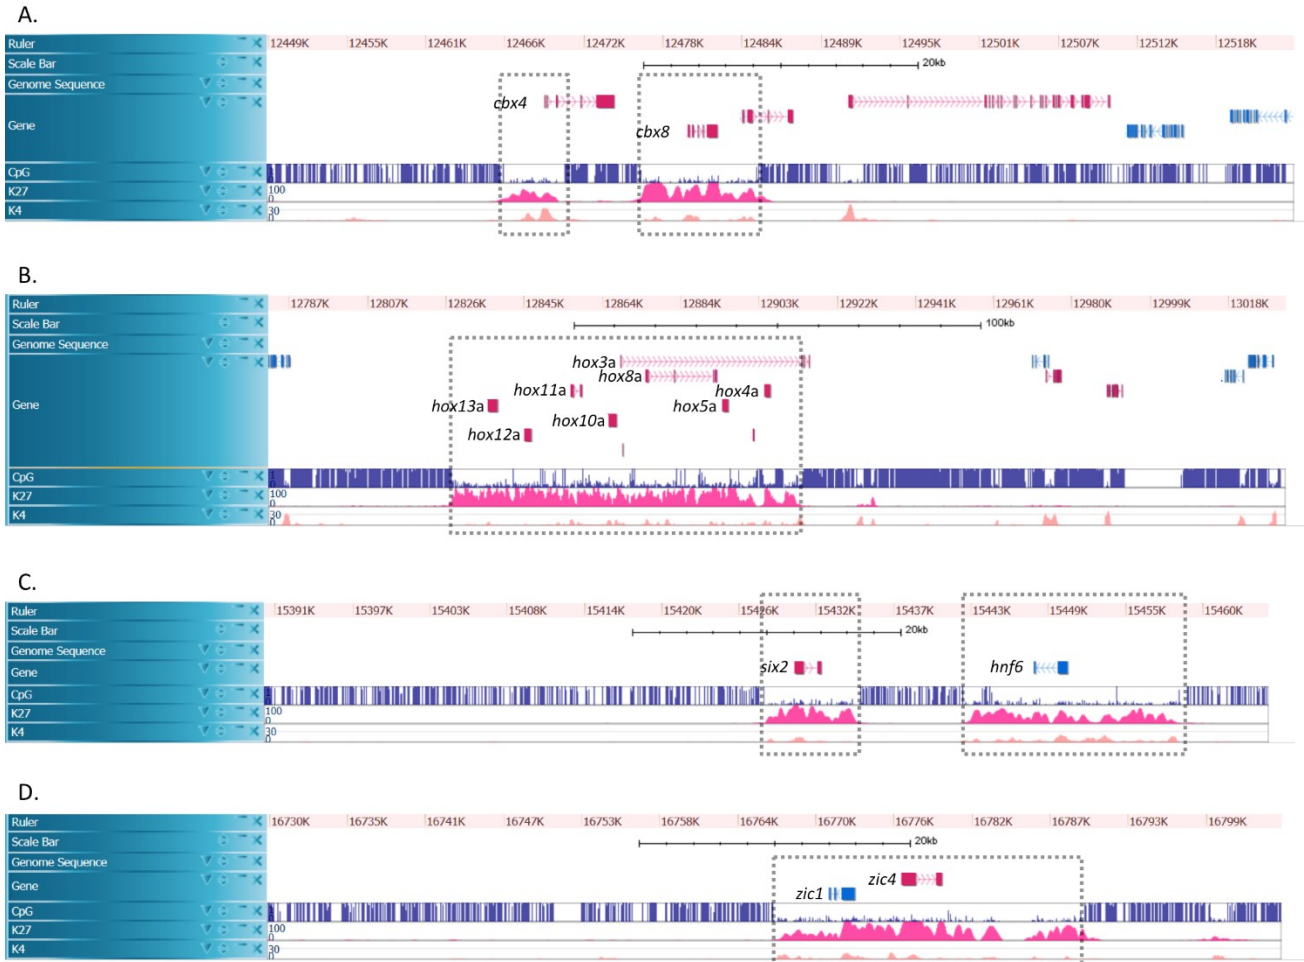 A.
Ruler 12449K 12455K 12461K 12466K 12472K 12478K 12484K 12489K 12495K 12501K 12507K 12512K 12518K
Scale Bar 20kb
Genome Sequence
cbx4
Gene cbx8
CpG 1 0
K27 100 0
K4 30 0
B.
Ruler 12787K 12807K 12826K 12845K 12864K 12884K 12903K 12922K 12941K 12961K 12980K 12999K 13018K
Scale Bar 100kb
Genome Sequence
hox3a
hox8a
hox11a hox4a
Gene hox13a hox5a
hox10a
hox12a
CpG 1 0
K27 100 0
K4 30 0
C.
Ruler 15391K 15397K 15403K 15408K 15414K 15420K 15426K 15432K 15437K 15443K 15449K 15455K 15460K
Scale Bar 20kb
Genome Sequence
Gene six2 hnf6
CpG 1
K27 100 0
K4 30 0
D.
Ruler 16730K 16735K 16741K 16747K 16753K 16758K 16764K 16770K 16776K 16782K 16787K 16793K 16799K
Scale Bar 20kb
Genome Sequence
Gene zic4
zic1
CpG 1
K27 100 0
K4 30 0